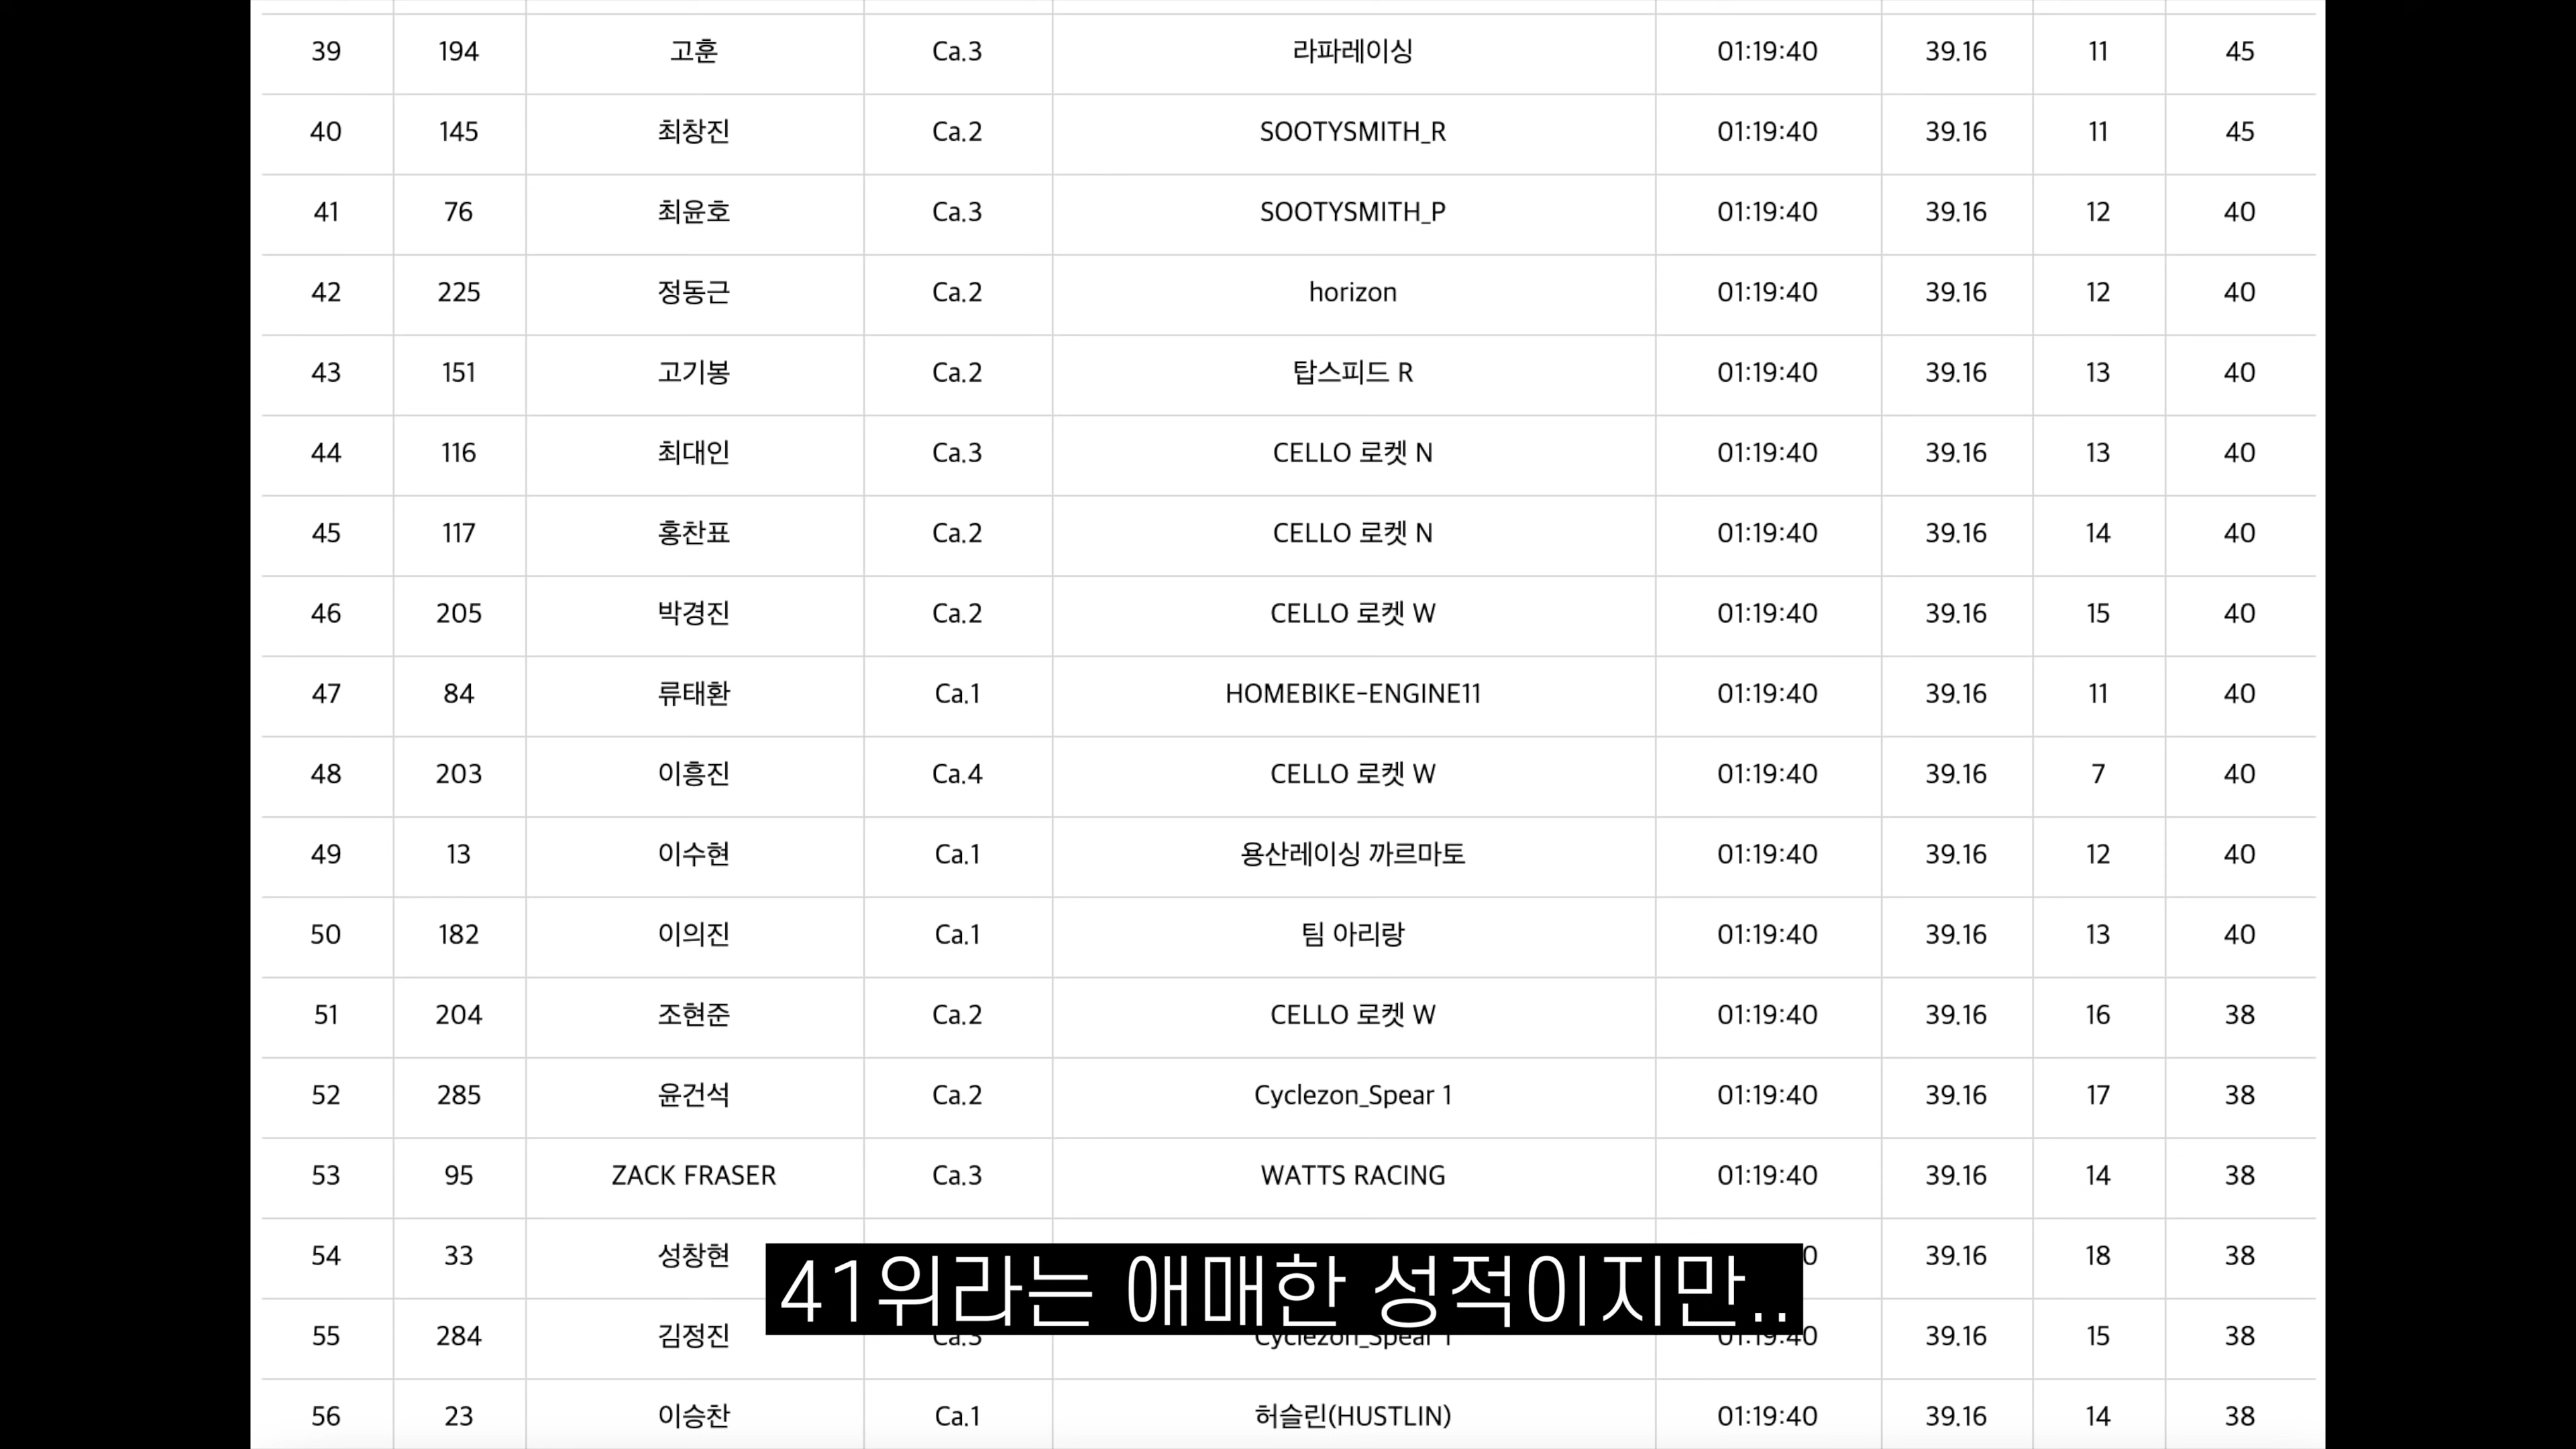 39 194 고훈 Ca.3 라파레이싱 01:19:40 39.16 11 45
40 145 최창진 Ca.2 SOOTYSMITH_R 01:19:40 39.16 11 45
41 76 최윤호 Ca.3 SOOTYSMITH_P 01:19:40 39.16 12 40
42 225 정동근 Ca.2 horizon 01:19:40 39.16 12 40
43 151 고기봉 Ca.2 탑스피드 R 01:19:40 39.16 13 40
44 116 최대인 Ca.3 CELLO 로켓 N 01:19:40 39.16 13 40
45 117 홍찬표 Ca.2 CELLO 로켓 N 01:19:40 39.16 14 40
46 205 박경진 Ca.2 CELLO 로켓 W 01:19:40 39.16 15 40
47 84 류태환 Ca.1 HOMEBIKE-ENGINE11 01:19:40 39.16 11 40
48 203 이흥진 Ca.4 CELLO 로켓 W 01:19:40 39.16 7 40
49 13 이수현 Ca.1 용산레이싱 까르마토 01:19:40 39.16 12 40
50 182 이의진 Ca.1 팀 아리랑 01:19:40 39.16 13 40
51 204 조현준 Ca.2 CELLO 로켓 W 01:19:40 39.16 16 38
52 285 윤건석 Ca.2 Cyclezon_Spear 1 01:19:40 39.16 17 38
53 95 ZACK FRASER Ca.3 WATTS RACING 01:19:40 39.16 14 38
54 33 성창현 39.16 18 38
41위라는 애매한 성적이지만..
55 284 김정진 Ca.3 Cyclezon_Spear 1 01:19:40 39.16 15 38
56 23 이승찬 Ca.1 허슬린(HUSTLIN) 01:19:40 39.16 14 38